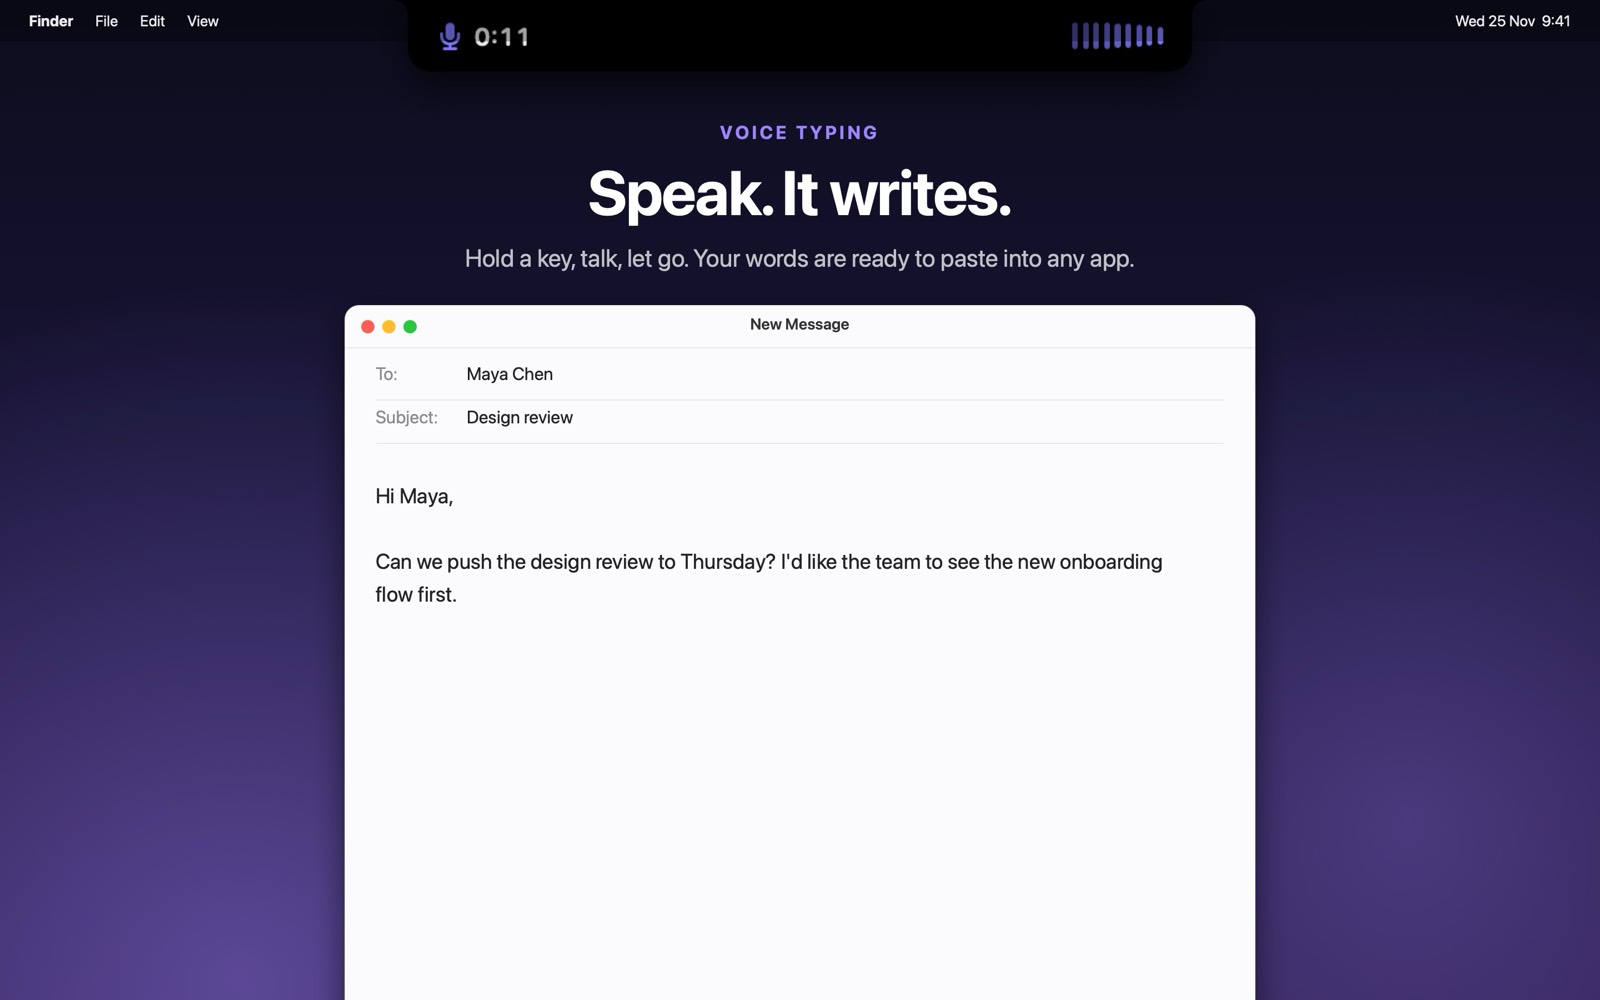 Finder File Edit View
0:11
Wed 25 Nov 9:41
VOICE TYPING
Speak. It writes.
Hold a key, talk, let go. Your words are ready to paste into any app.
New Message
To: Maya Chen
Subject: Design review
Hi Maya,
Can we push the design review to Thursday? I'd like the team to see the new onboarding
flow first.